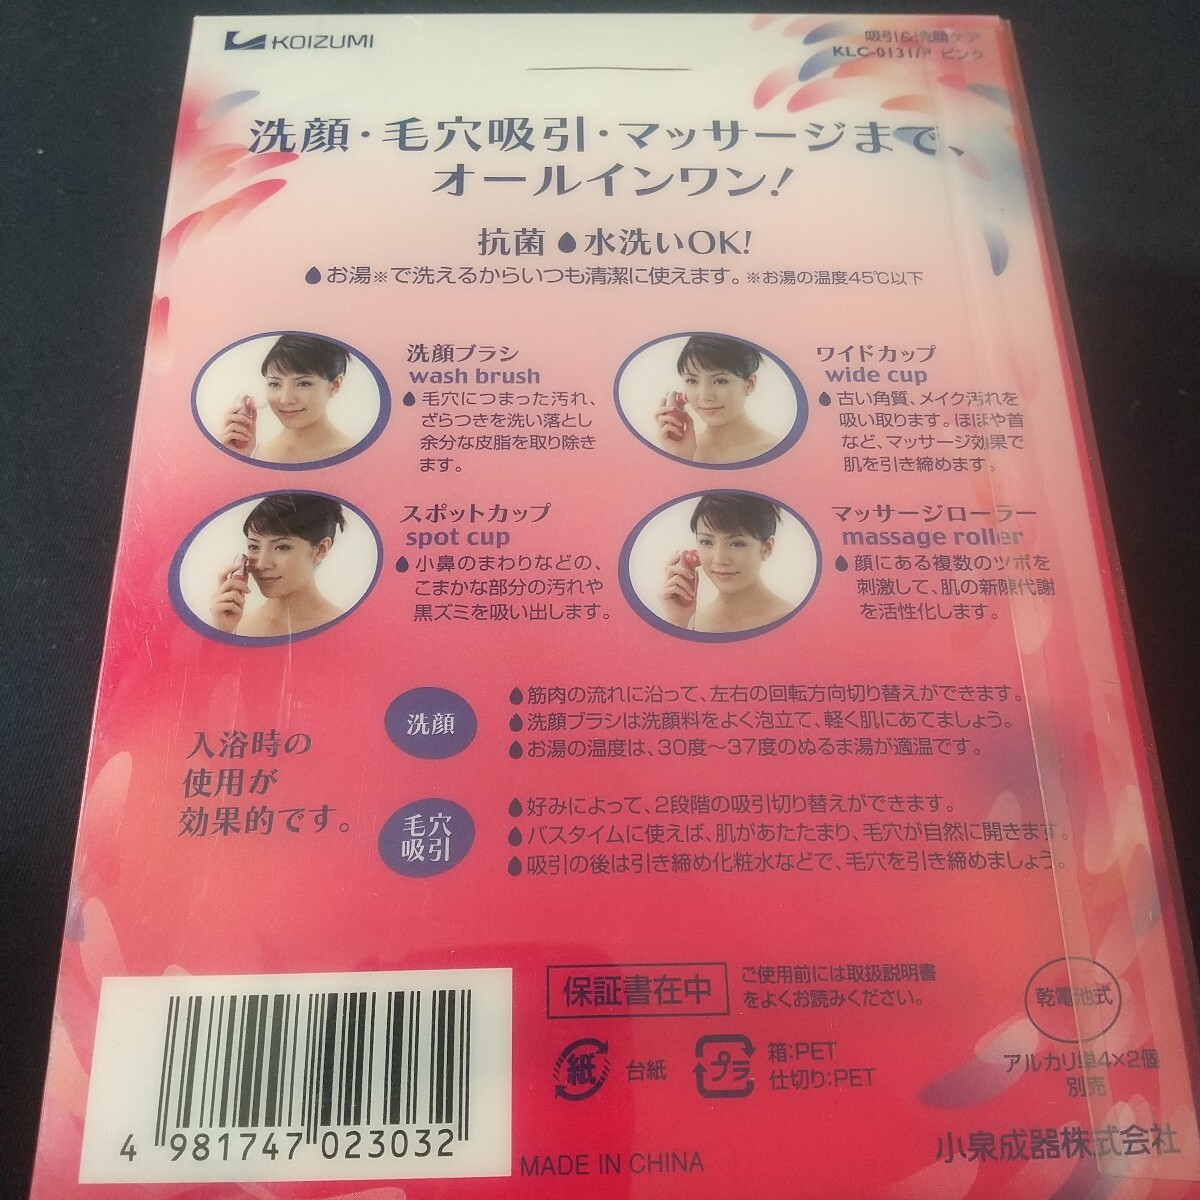 KOIZUMI
吸引&洗顔ケア
KLC-0131/P ピンク
洗顔・毛穴吸引・マッサージまで、
オールインワン!
抗菌 水洗いOK!
お湯※で洗えるからいつも清潔に使えます。※お湯の温度45℃以下
洗顔ブラシ
wash brush
毛穴につまった汚れ、
ざらつきを洗い落とし
余分な皮脂を取り除き
ます。
ワイドカップ
wide cup
古い角質、メイク汚れを
吸い取ります。ほほや首
など、マッサージ効果で
肌を引き締めます。
スポットカップ
spot cup
小鼻のまわりなどの、
こまかな部分の汚れや
黒ズミを吸い出します。
マッサージローラー
massage roller
顔にある複数のツボを
刺激して、肌の新陳代謝
を活性化します。
入浴時の
使用が
効果的です。
洗顔
筋肉の流れに沿って、左右の回転方向切り替えができます。
洗顔ブラシは洗顔料をよく泡立て、軽く肌にあてましょう。
お湯の温度は、30度〜37度のぬるま湯が適温です。
毛穴
吸引
好みによって、2段階の吸引切り替えができます。
バスタイムに使えば、肌があたたまり、毛穴が自然に開きます。
吸引の後は引き締め化粧水などで、毛穴を引き締めましょう。
保証書在中
ご使用前には取扱説明書
をよくお読みください。
乾電池式
アルカリ単4×2個
別売
紙
台紙
プラ
箱:PET
仕切り:PET
4 981747 023032
MADE IN CHINA
小泉成器株式会社